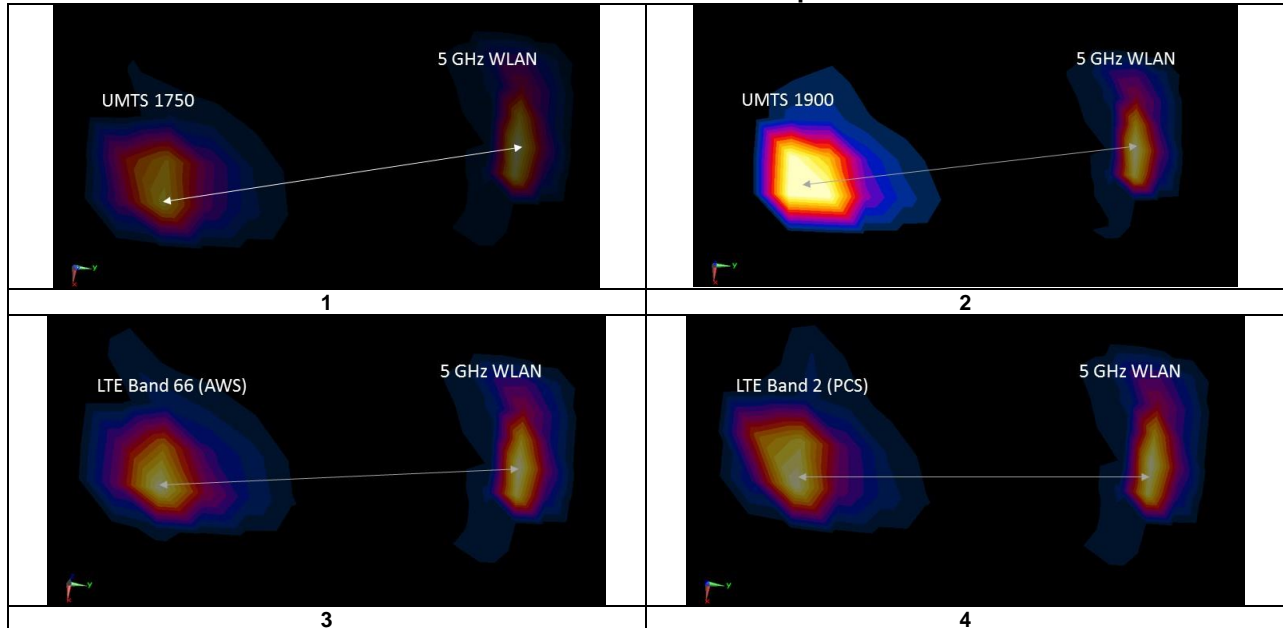 5 GHz WLAN
UMTS 1750
5 GHz WLAN
UMTS 1900
1
2
5 GHz WLAN
LTE Band 66 (AWS)
5 GHz WLAN
LTE Band 2 (PCS)
3
4